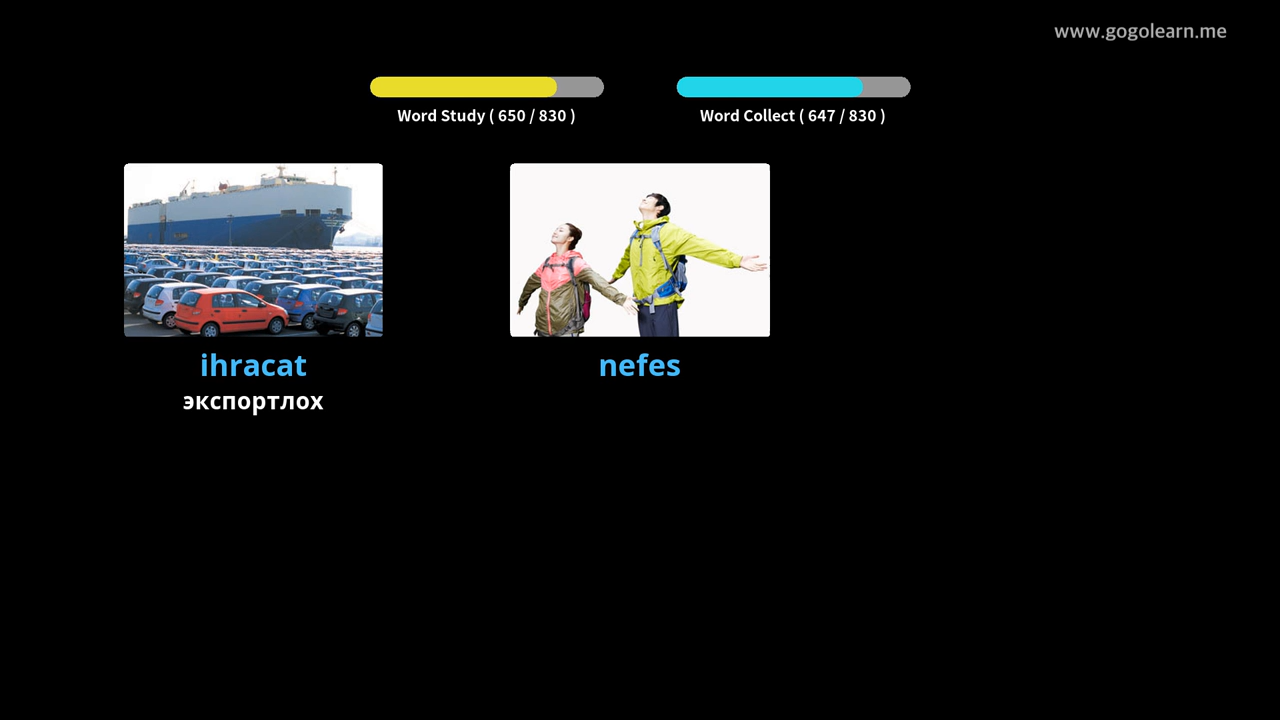 www.gogolearn.me
Word Study ( 650 / 830 )
Word Collect ( 647 / 830 )
ihracat
экспортлох
nefes